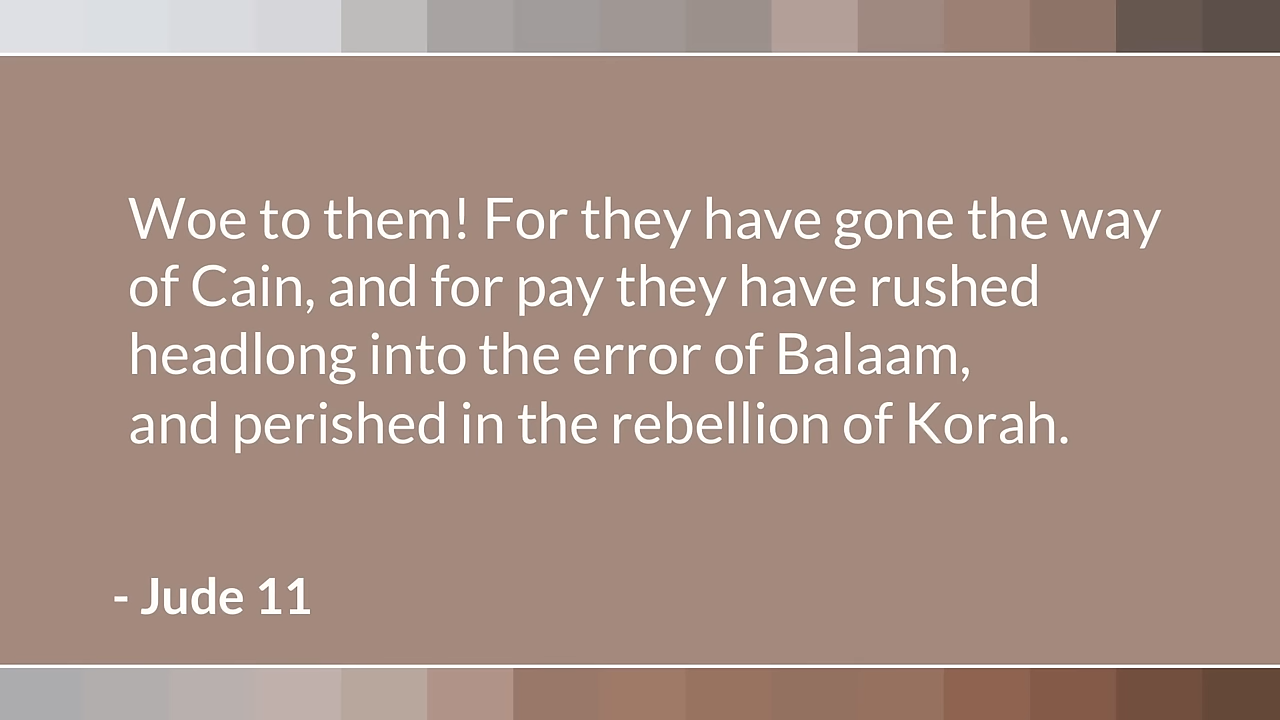 Woe to them! For they have gone the way
of Cain, and for pay they have rushed
headlong into the error of Balaam,
and perished in the rebellion of Korah.
- Jude 11